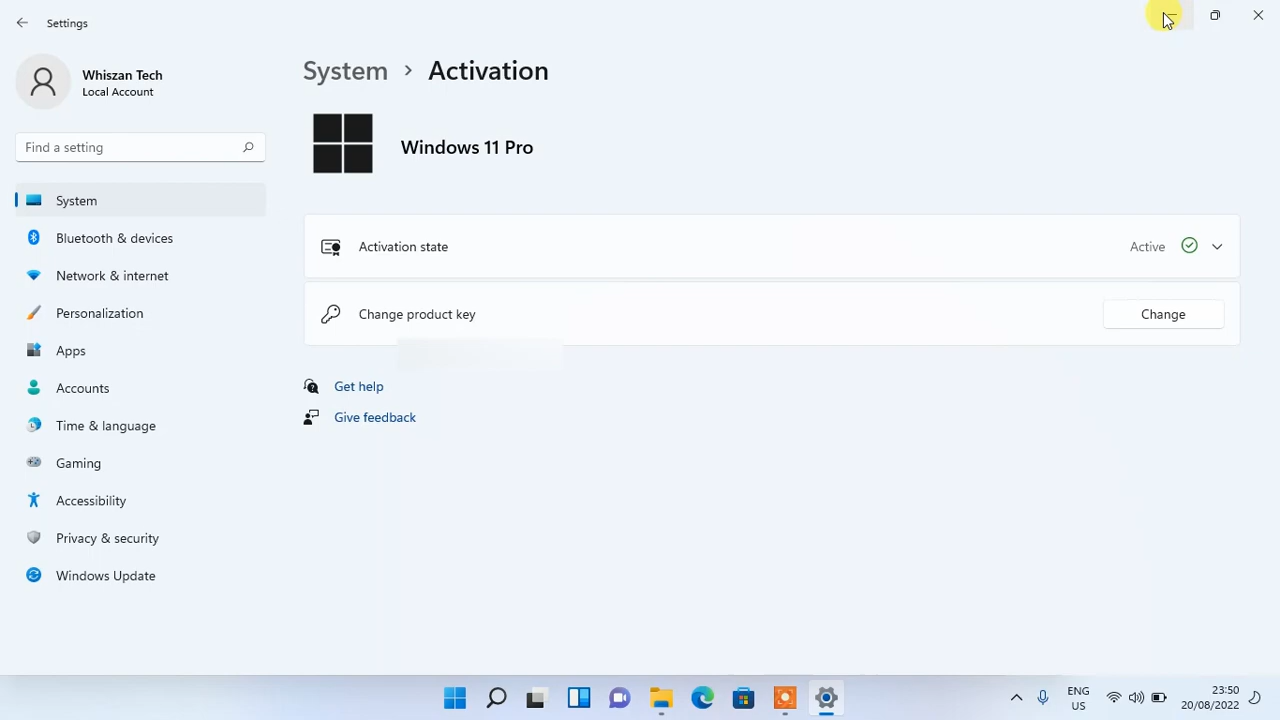 Settings
Whiszan Tech
Local Account
Find a setting
System
Bluetooth & devices
Network & internet
Personalization
Apps
Accounts
Time & language
Gaming
Accessibility
Privacy & security
Windows Update
System > Activation
Windows 11 Pro
Activation state Active
Change product key Change
Get help
Give feedback
ENG
US
23:50
20/08/2022